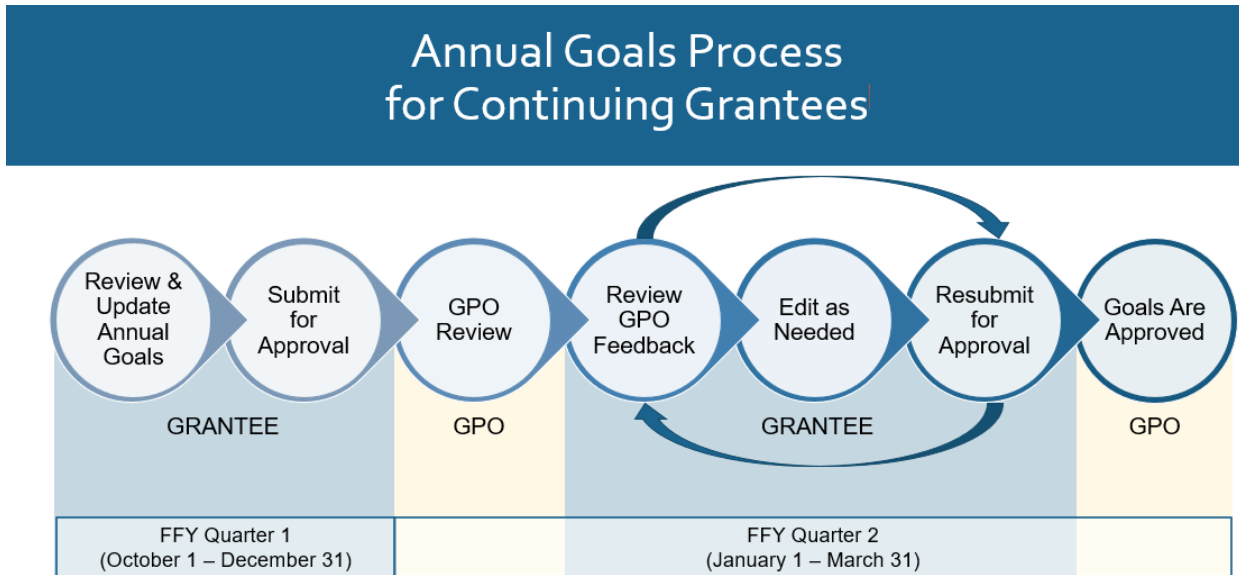 Annual Goals Process
for Continuing Grantees
Review &
Update
Annual
Goals
Submit
for
Approval
GPO
Review
Review
GPO
Feedback
Edit as
Needed
Resubmit
for
Approval
Goals Are
Approved
GRANTEE
GPO
GRANTEE
GPO
FFY Quarter 1
(October 1 – December 31)
FFY Quarter 2
(January 1 – March 31)